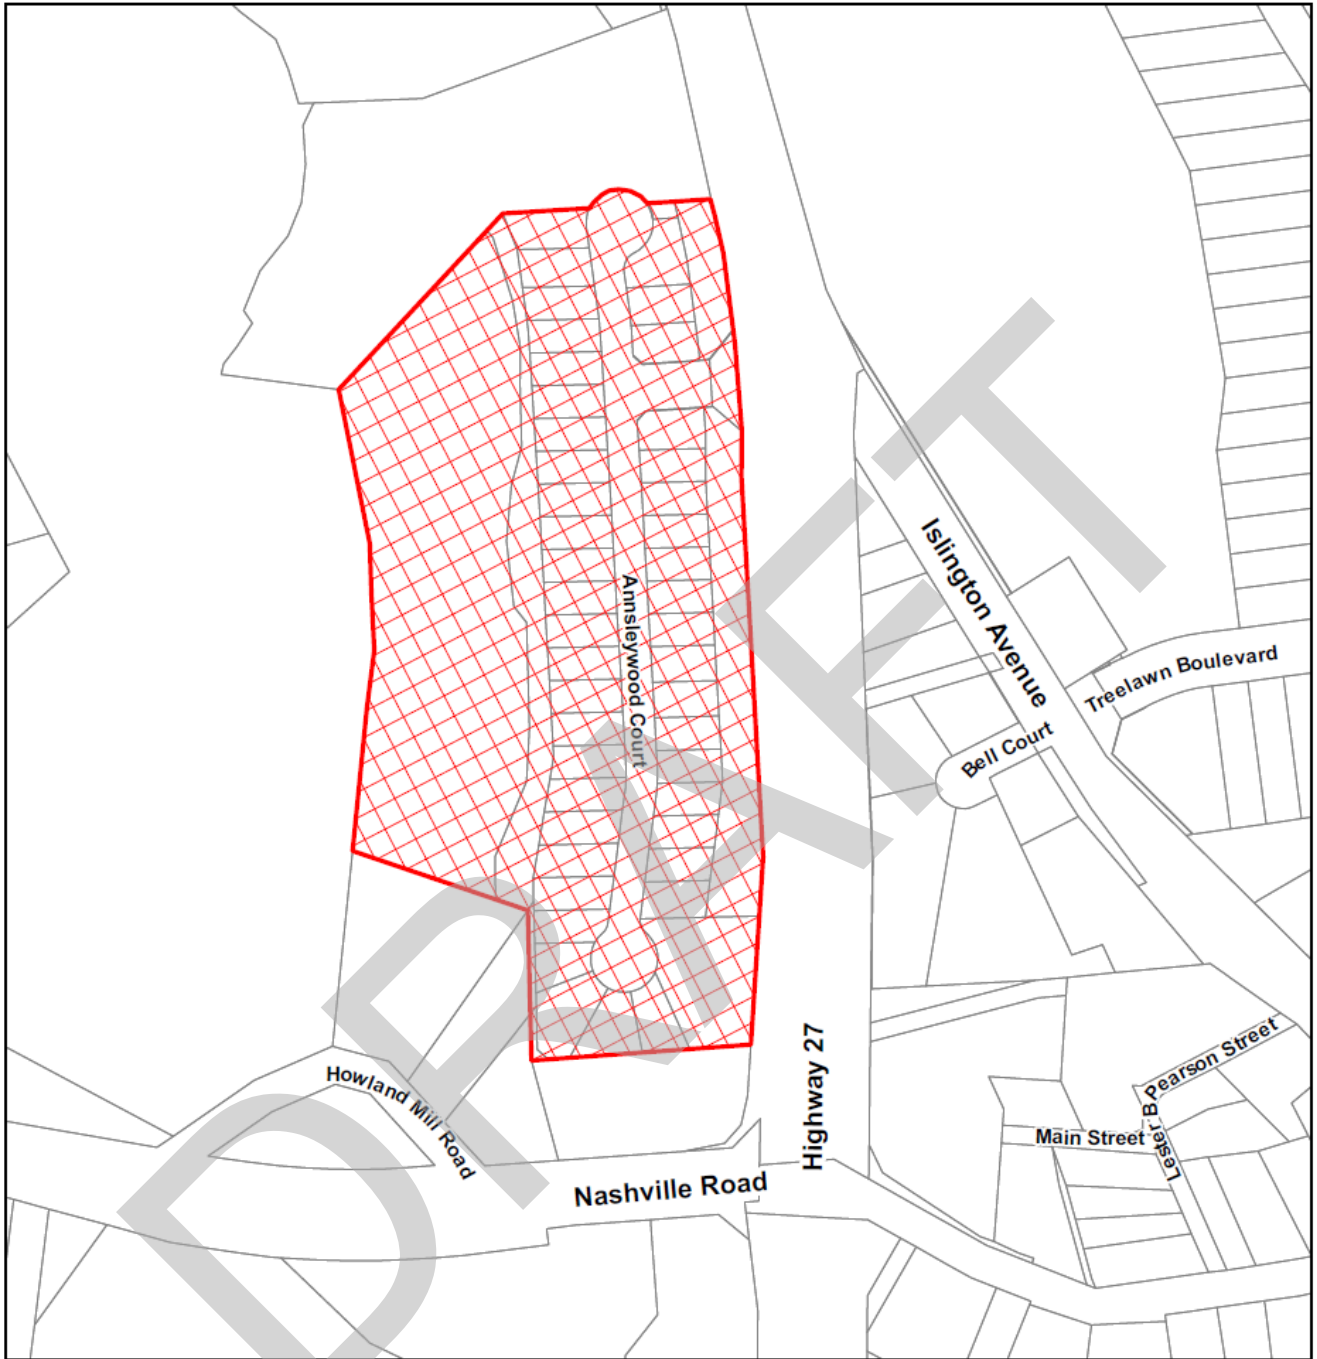 Islington Avenue
Annsleywood Court
Treelawn Boulevard
Bell Court
Highway 27
Howland Mill Road
Lester B Pearson Street
Main Street
Nashville Road
DRAFT